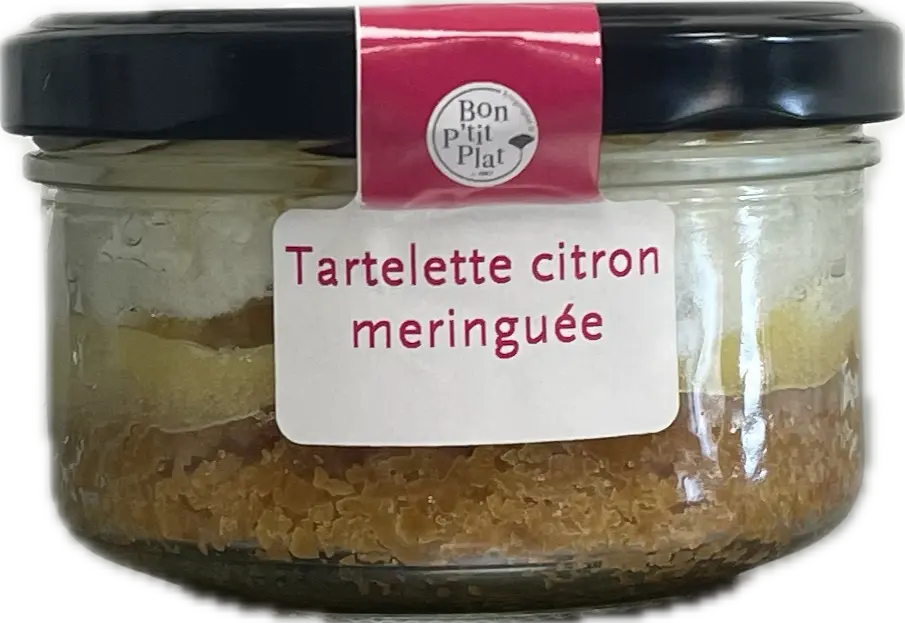 Bon
P'tit
Plat
Tartelette citron
meringuée